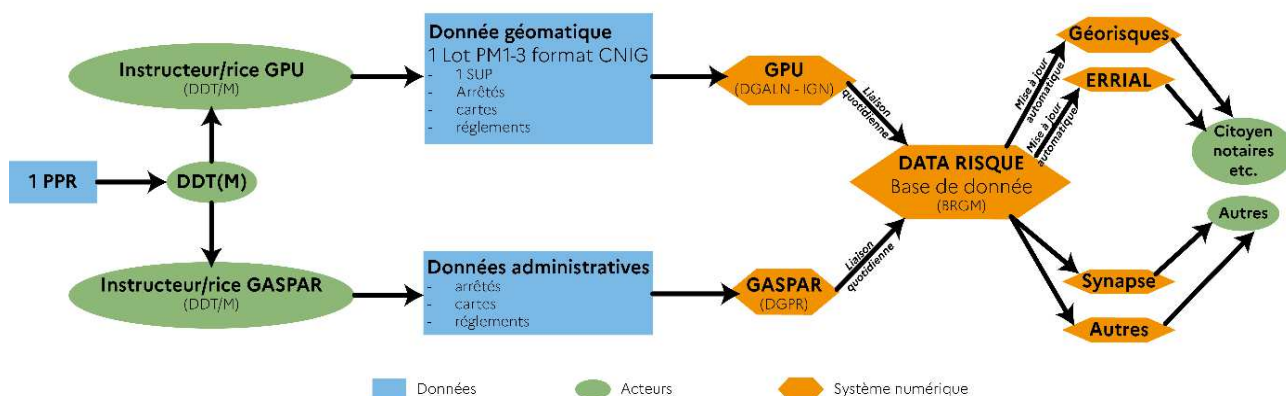 Instructeur/rice GPU
(DDT/M)
Donnée géomatique
1 Lot PM1-3 format CNIG
- 1 SUP
- Arrêtés
- cartes
- réglements
GPU
(DGALN - IGN)
Liaison
quotidienne
Mise à jour
automatique
Mise à jour
automatique
Géorisques
ERRIAL
Citoyen
notaires
etc.
1 PPR
DDT(M)
DATA RISQUE
Base de donnée
(BRGM)
Autres
Instructeur/rice GASPAR
(DDT/M)
Données administratives
- arrétés
- cartes
- réglements
GASPAR
(DGPR)
Liaison
quotidienne
Synapse
Autres
Données
Acteurs
Système numérique